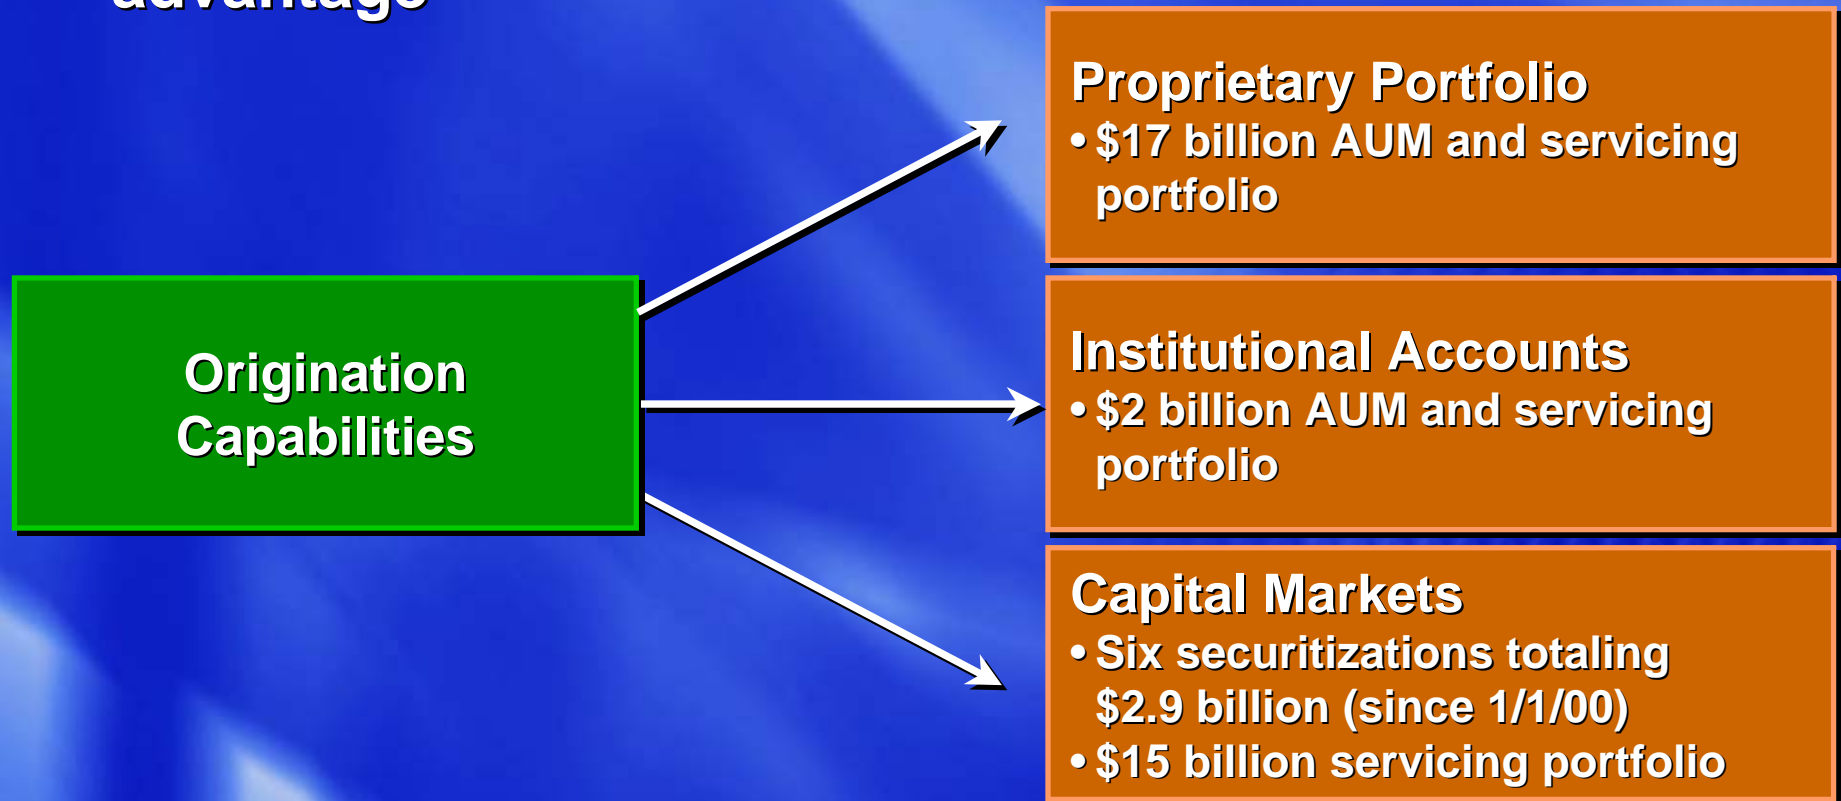 advantage
Proprietary Portfolio
• $17 billion AUM and servicing
portfolio
Origination
Capabilities
Institutional Accounts
• $2 billion AUM and servicing
portfolio
Capital Markets
• Six securitizations totaling
$2.9 billion (since 1/1/00)
• $15 billion servicing portfolio